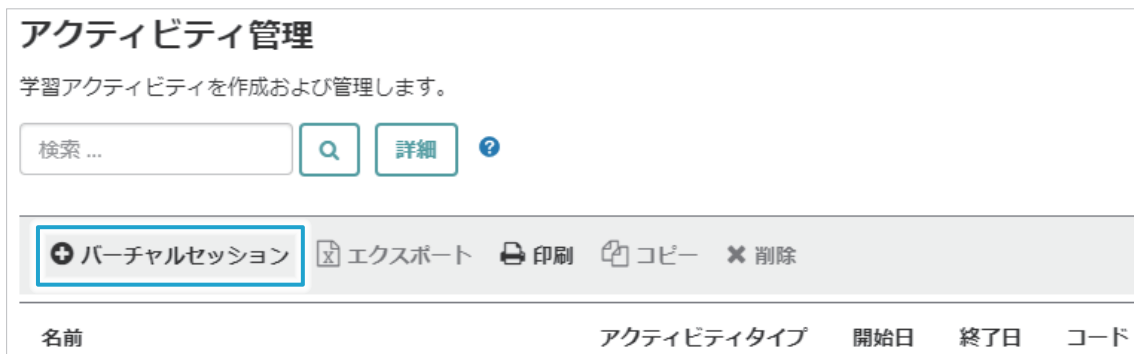 アクティビティ管理
学習アクティビティを作成および管理します。
検索 ... 詳細
バーチャルセッション エクスポート 印刷 コピー 削除
名前 アクティビティタイプ 開始日 終了日 コード